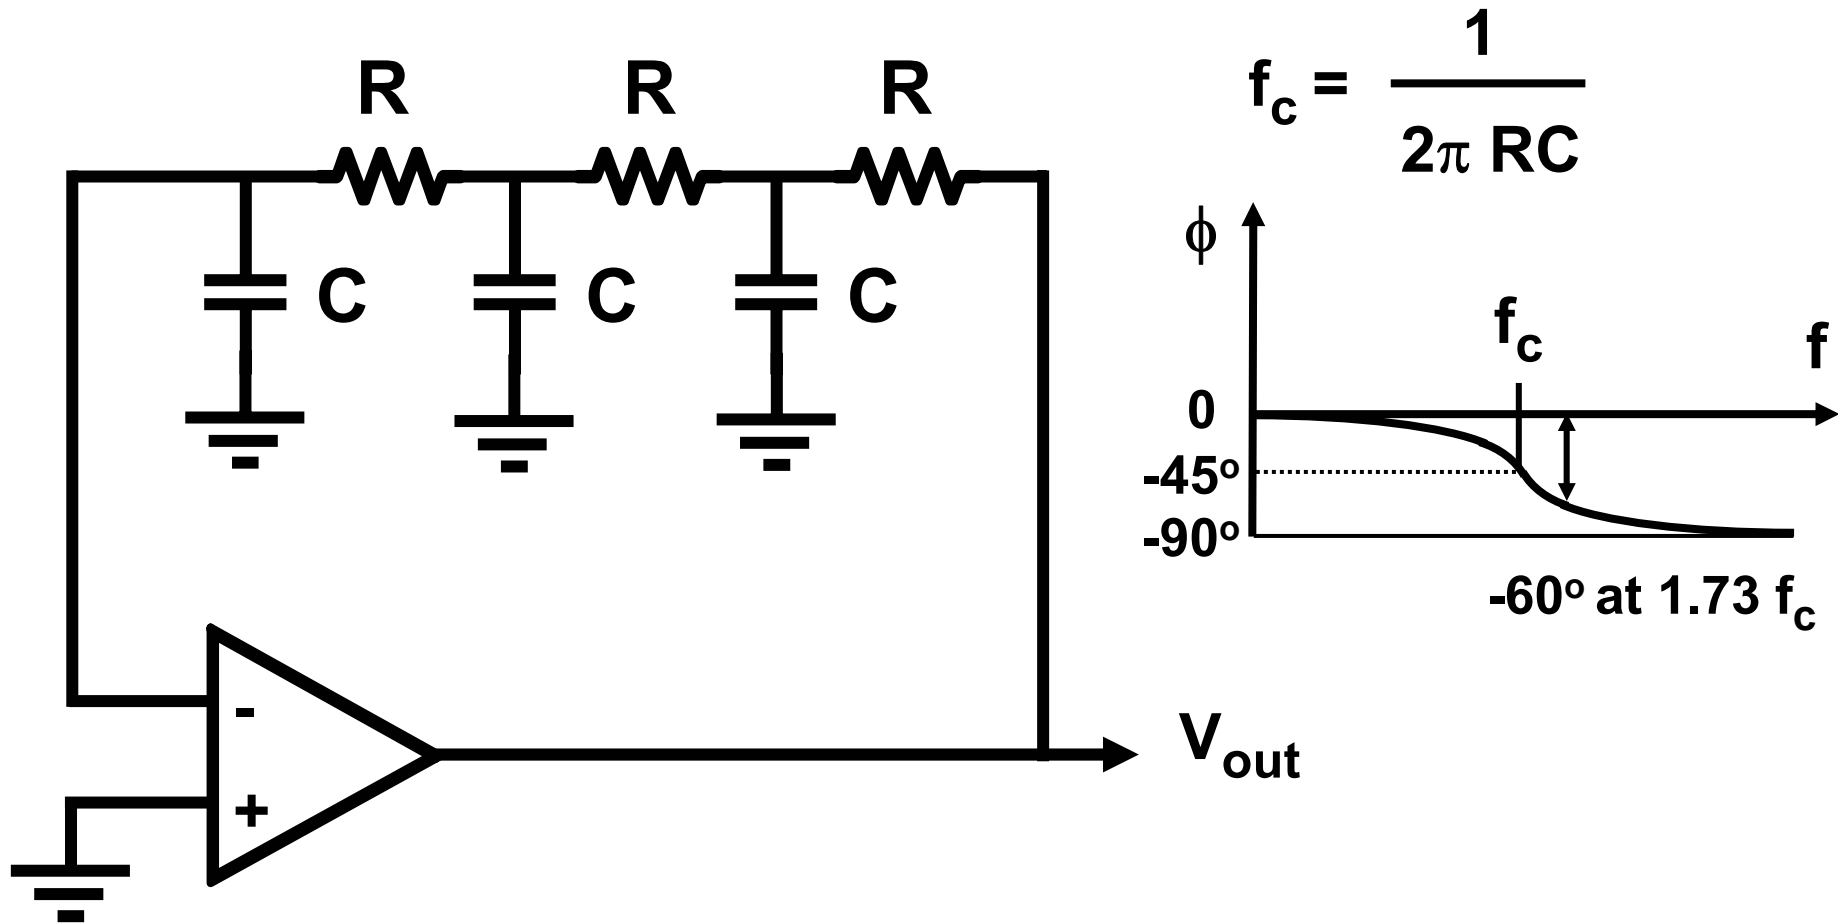 R R R
f_c = 1
2π RC
C C C
ϕ
f_c
f
0
-45°
-90°
-60° at 1.73 f_c
-
+
V_out